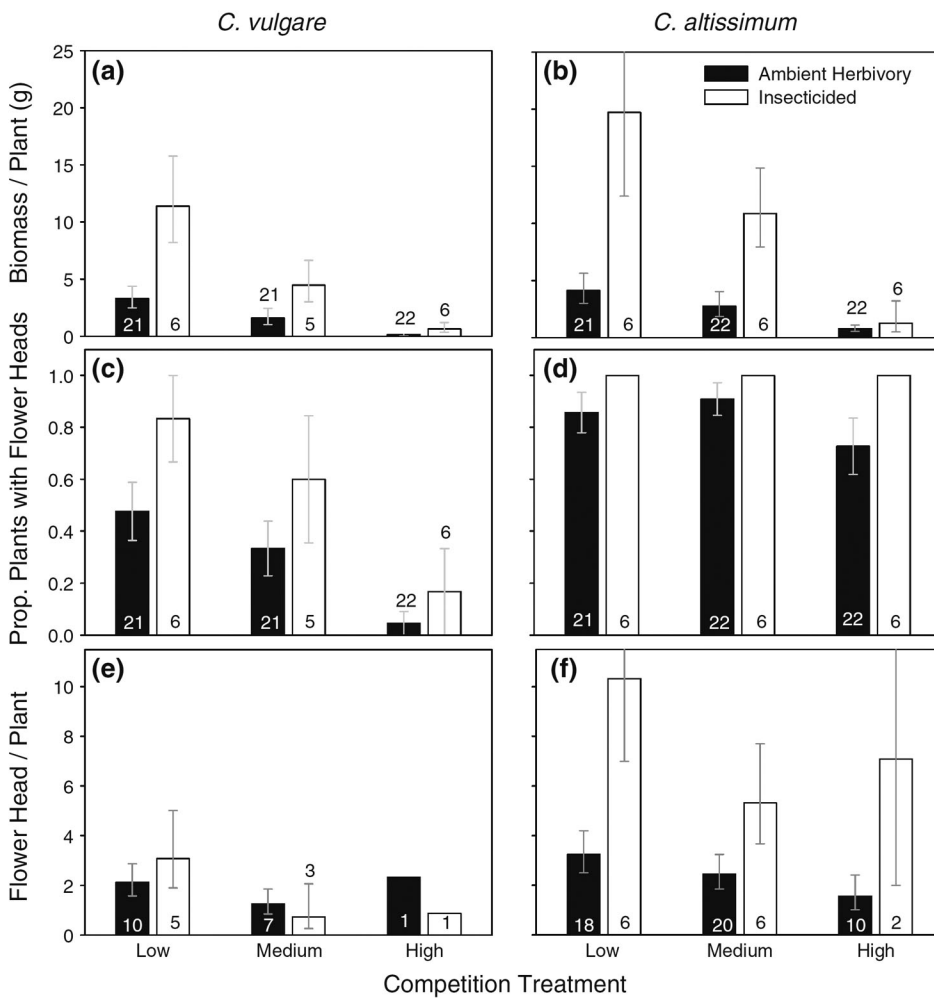 C. vulgare
C. altissimum
(a)
(b)
Ambient Herbivory
Insecticided
Biomass / Plant (g)
25
20
15
10
5
0
21
6
21
5
22
6
21
6
22
6
22
6
(c)
(d)
Prop. Plants with Flower Heads
1.0
0.8
0.6
0.4
0.2
0.0
21
6
21
5
22
6
21
6
22
6
22
6
(e)
(f)
Flower Head / Plant
10
8
6
4
2
0
10
5
7
3
1
1
18
6
20
6
10
2
Low
Medium
High
Low
Medium
High
Competition Treatment